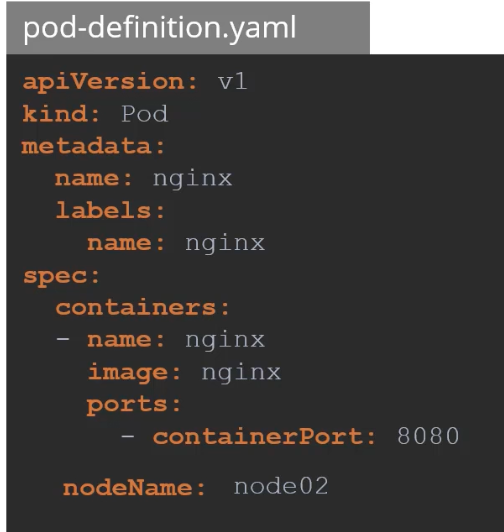 pod-definition.yaml
apiVersion: v1
kind: Pod
metadata:
  name: nginx
  labels:
    name: nginx
spec:
  containers:
  - name: nginx
    image: nginx
    ports:
      - containerPort: 8080
  nodeName: node02